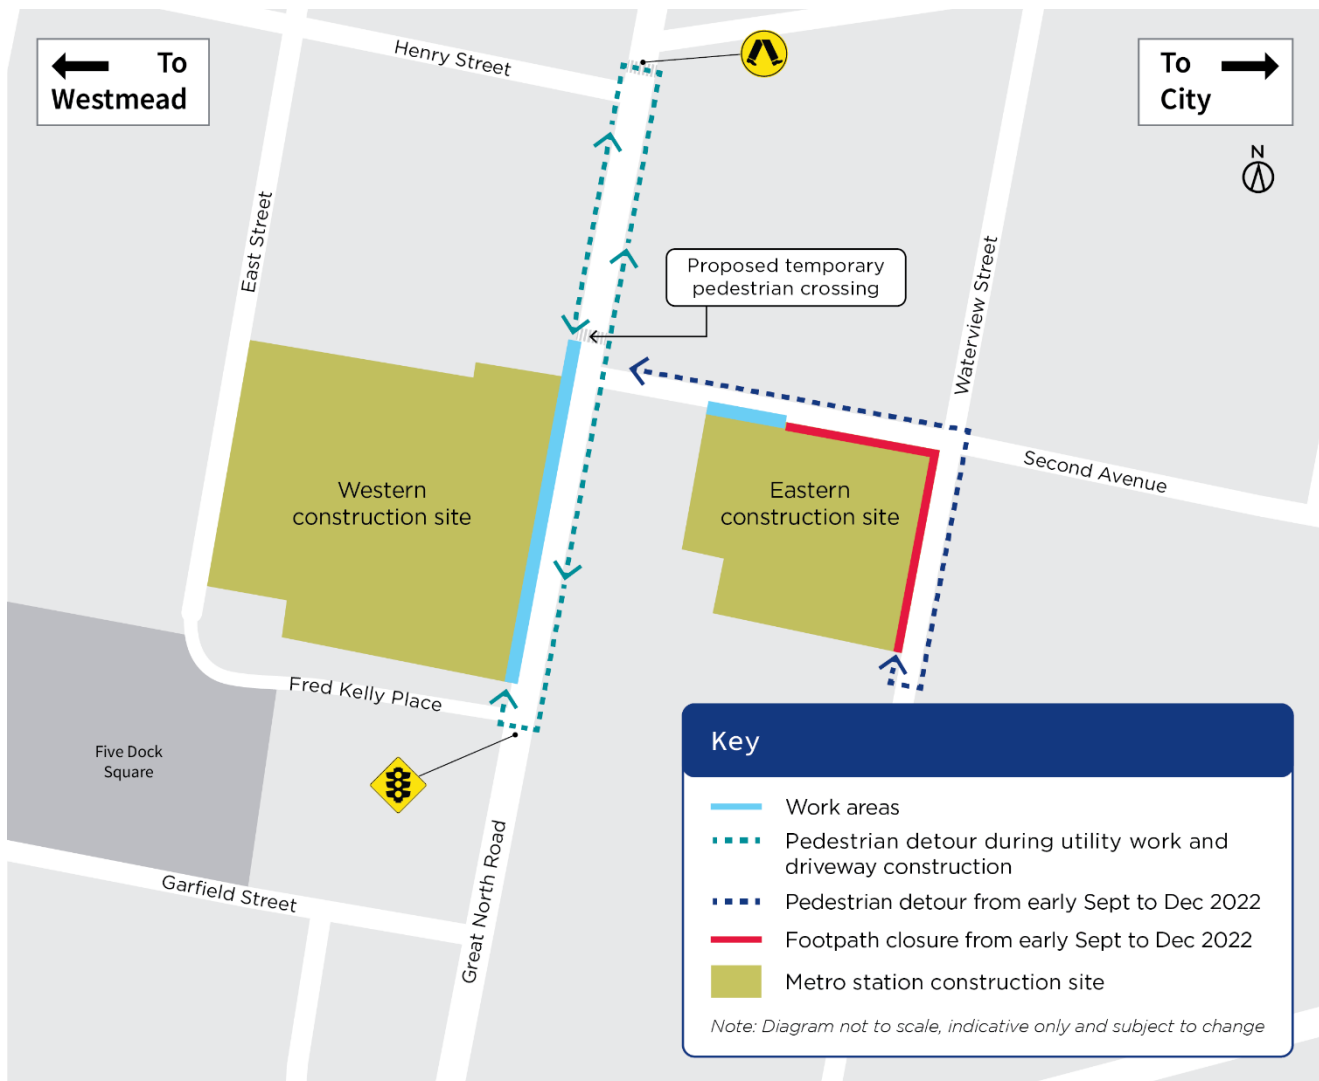 To
Westmead
Henry Street
To
City
N
East Street
Proposed temporary
pedestrian crossing
Waterview Street
Second Avenue
Western
construction site
Eastern
construction site
Fred Kelly Place
Five Dock
Square
Garfield Street
Great North Road
Key
Work areas
Pedestrian detour during utility work and
driveway construction
Pedestrian detour from early Sept to Dec 2022
Footpath closure from early Sept to Dec 2022
Metro station construction site
Note: Diagram not to scale, indicative only and subject to change